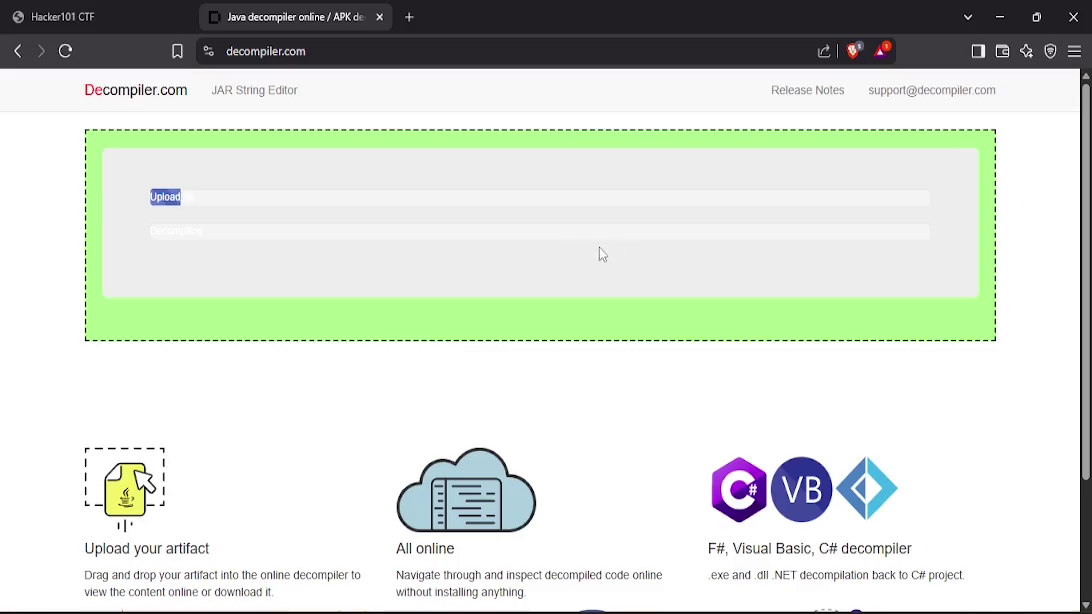 Hacker101 CTF
Java decompiler online / APK de
decompiler.com
5
1
Decompiler.com
JAR String Editor
Release Notes
support@decompiler.com
Upload
Decompiling
C#
VB
Upload your artifact
Drag and drop your artifact into the online decompiler to
view the content online or download it.
All online
Navigate through and inspect decompiled code online
without installing anything.
F#, Visual Basic, C# decompiler
.exe and .dll .NET decompilation back to C# project.